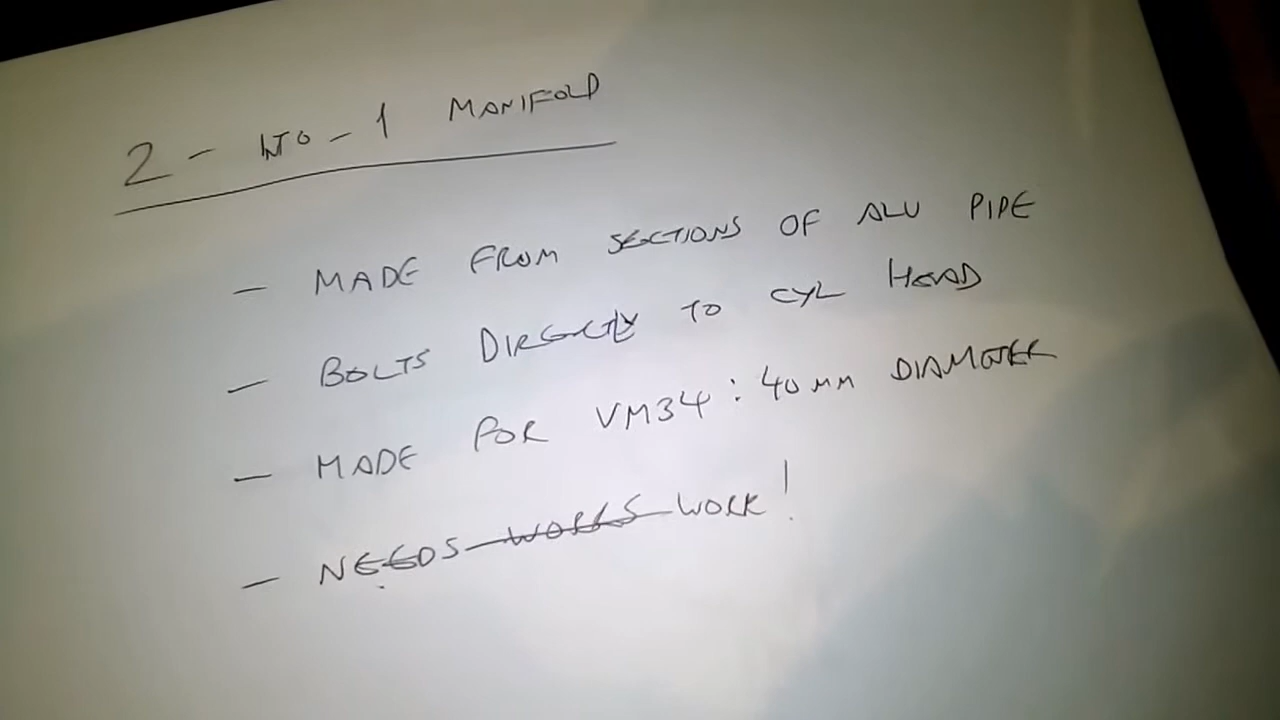 2 - INTO - 1 MANIFOLD
- MADE FROM SECTIONS OF ALU PIPE
- BOLTS DIRECTLY TO CYL HEAD
- MADE FOR VM34 : 40mm DIAMETER
- NEEDS WORKS WORK!